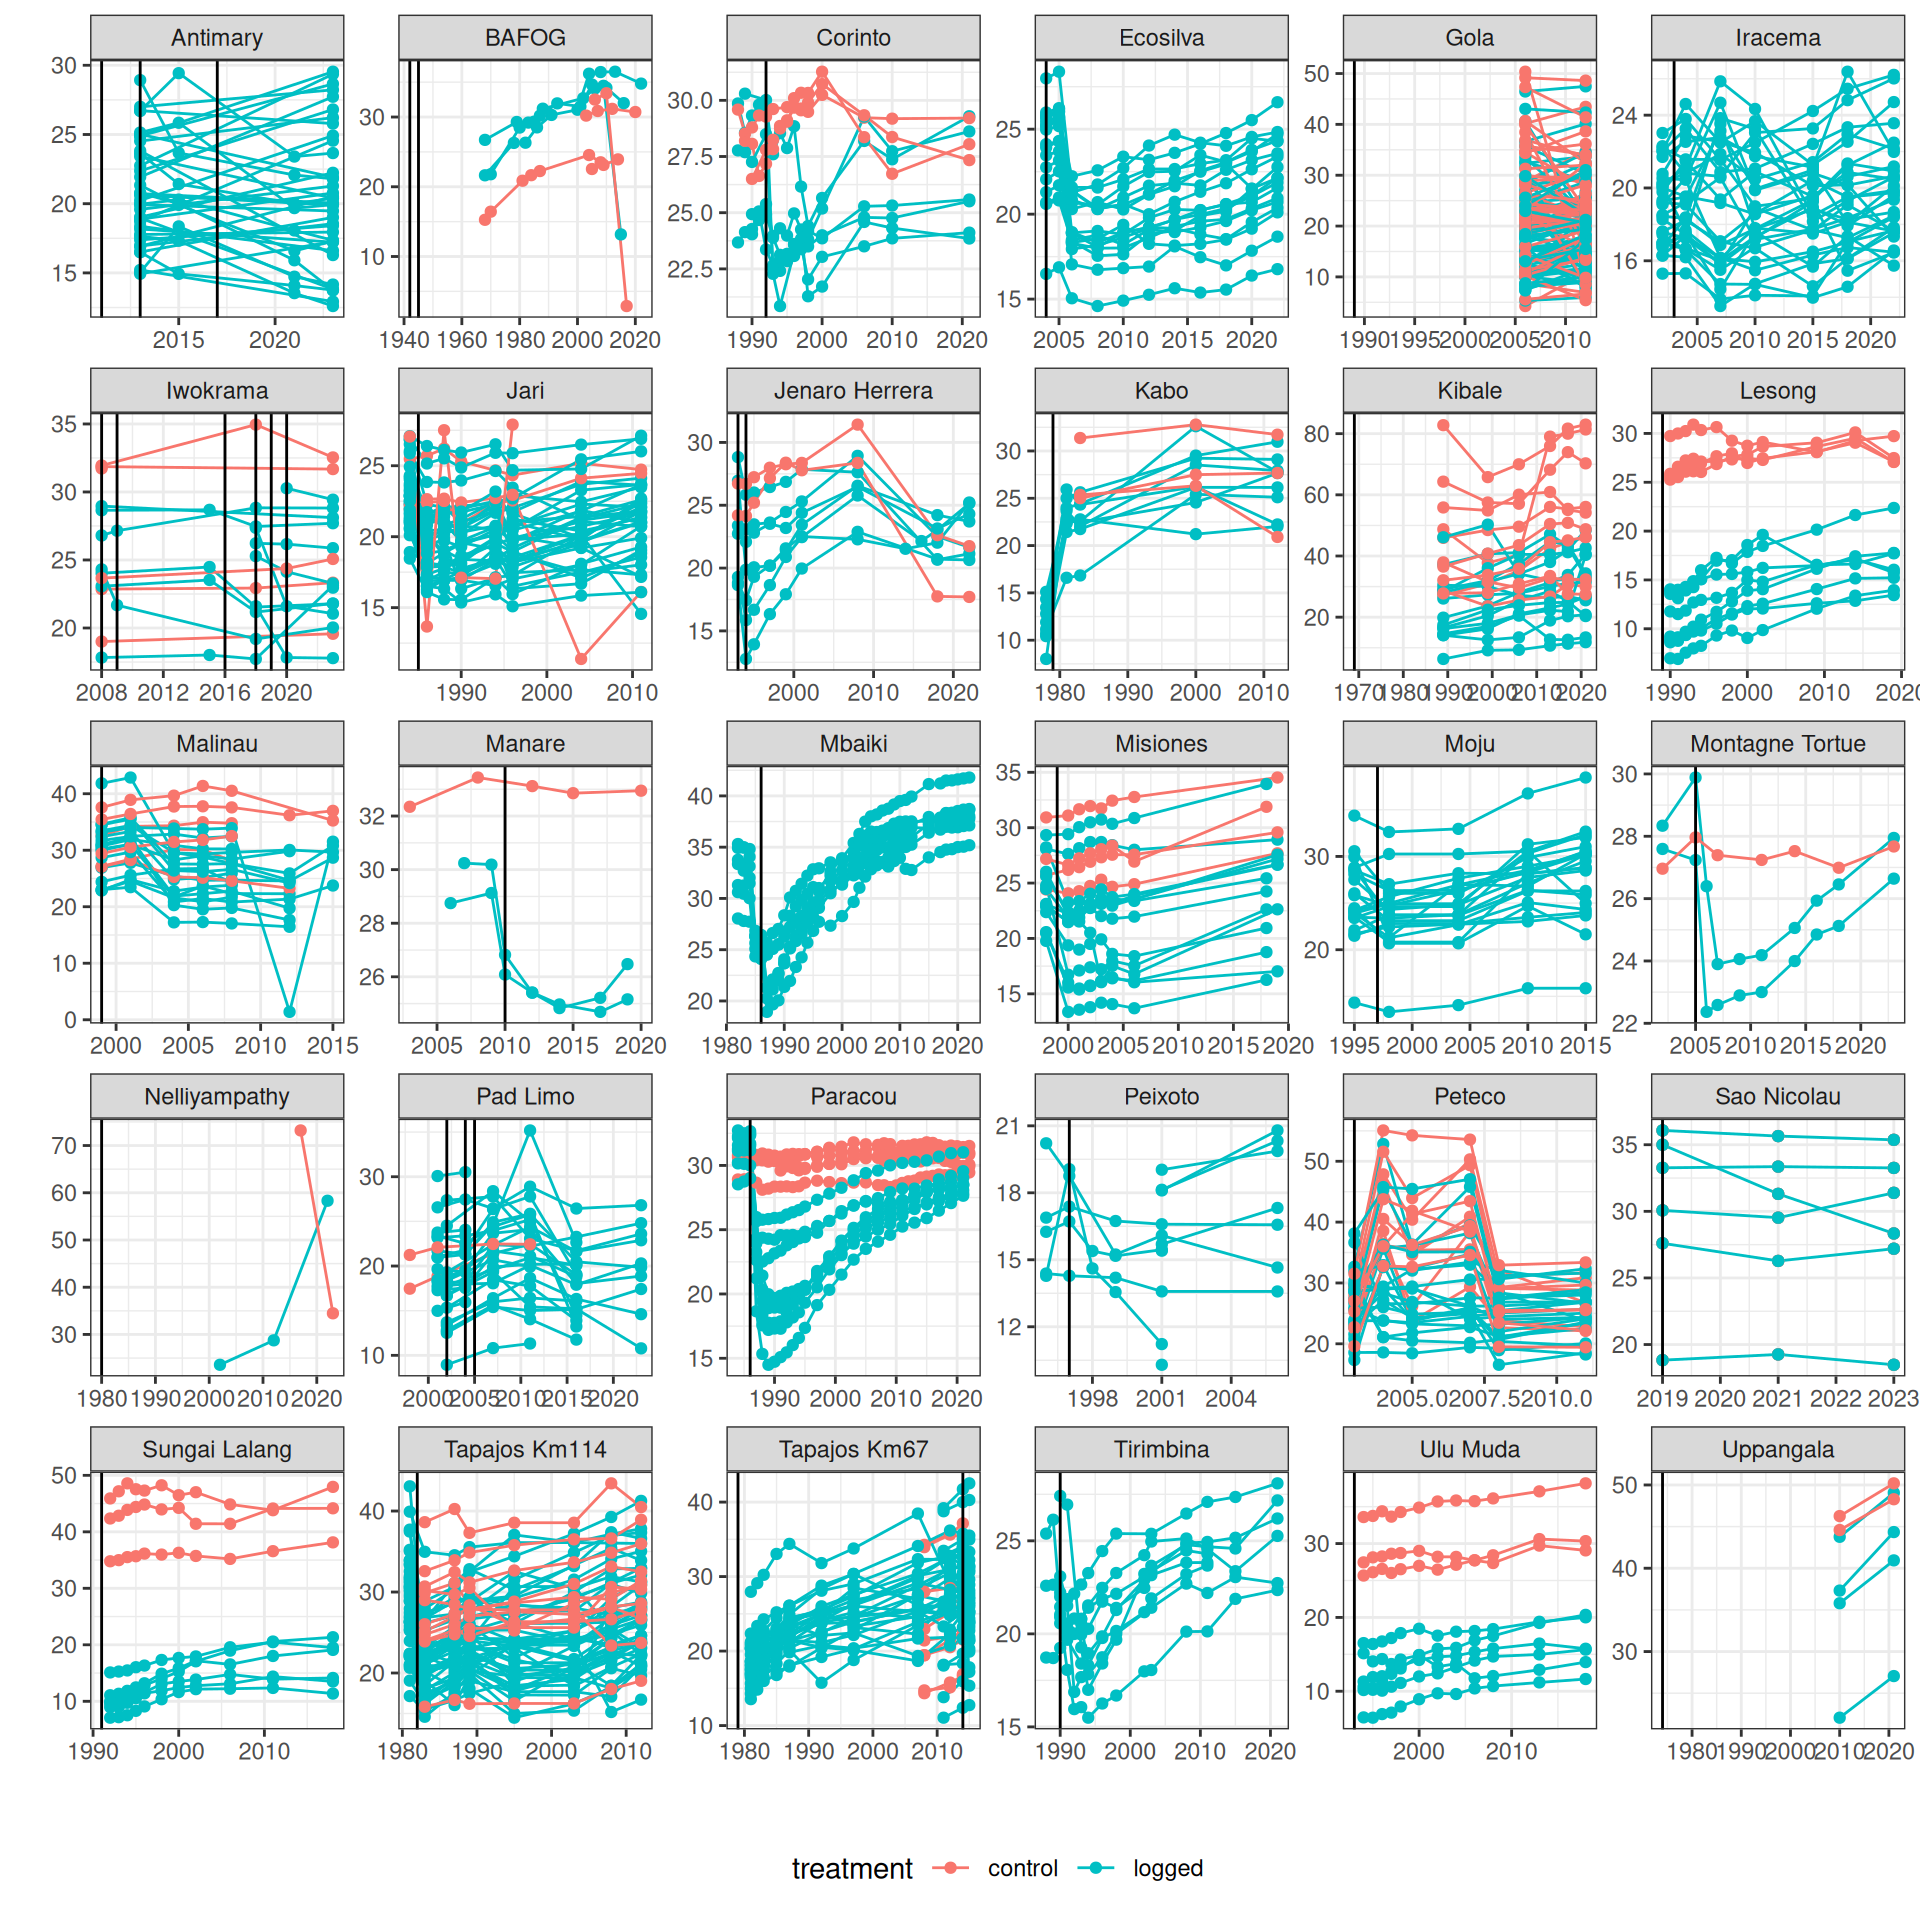 Antimary BAFOG Corinto Ecosilva Gola Iracema
30 25 20 15
30 20 10
30.0 27.5 25.0 22.5
25 20 15
50 40 30 20 10
24 20 16
2015 2020
1940 1960 1980 2000 2020
1990 2000 2010 2020
2005 2010 2015 2020
1990 1995 2000 2005 2010
2005 2010 2015 2020
Iwokrama Jari Jenaro Herrera Kabo Kibale Lesong
35 30 25 20
25 20 15
30 25 20 15
30 25 20 15 10
80 60 40 20
30 25 20 15 10
2008 2012 2016 2020
1990 2000 2010
2000 2010 2020
1980 1990 2000 2010
1970 1980 1990 2000 2010 2020
1990 2000 2010 202
Malinau Manare Mbaiki Misiones Moju Montagne Tortue
40 30 20 10 0
32 30 28 26
40 35 30 25 20
35 30 25 20 15
30 20
30 28 26 24 22
2000 2005 2010 2015
2005 2010 2015 2020
1980 1990 2000 2010 2020
2000 2005 2010 2015 2020
1995 2000 2005 2010 2015
2005 2010 2015 2020
Nelliyampathy Pad Limo Paracou Peixoto Peteco Sao Nicolau
70 60 50 40 30
30 20 10
30 25 20 15
21 18 15 12
50 40 30 20
35 30 25 20
1980 1990 2000 2010 2020
2000 2005 2010 2015 2020
1990 2000 2010 2020
1998 2001 2004
2005.0 2007.5 2010.0
2019 2020 2021 2022 2023
Sungai Lalang Tapajos Km114 Tapajos Km67 Tirimbina Ulu Muda Uppangala
50 40 30 20 10
40 30 20
40 30 20 10
25 20 15
30 20 10
50 40 30
1990 2000 2010
1980 1990 2000 2010
1980 1990 2000 2010
1990 2000 2010 2020
2000 2010
1980 1990 2000 2010 2020
treatment control logged